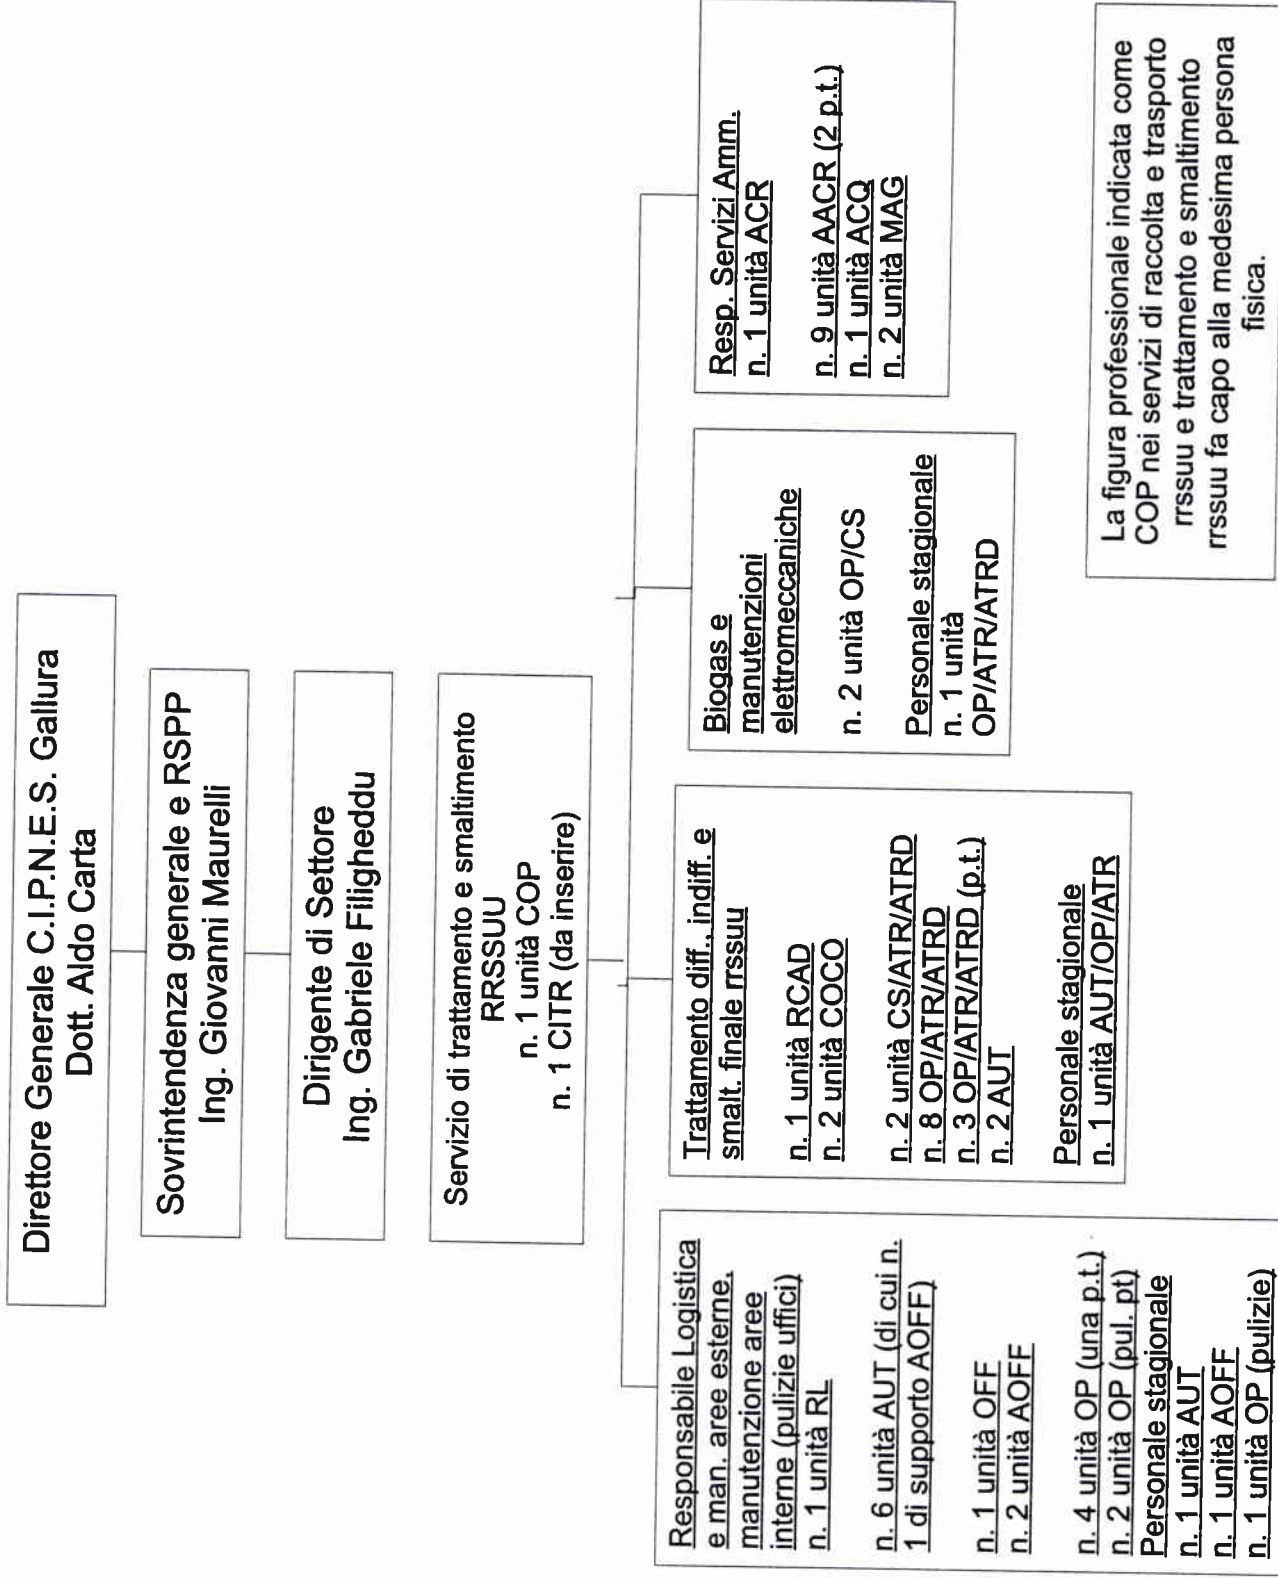 Direttore Generale C.I.P.N.E.S. Gallura
Dott. Aldo Carta
Sovrintendenza generale e RSPP
Ing. Giovanni Maurelli
Dirigente di Settore
Ing. Gabriele Filigheddu
Servizio di trattamento e smaltimento
RRSSUU
n. 1 unità COP
n. 1 CITR (da inserire)
Responsabile Logistica
e man. aree esterne.
manutenzione aree
interne (pulizie uffici)
n. 1 unità RL
n. 6 unità AUT (di cui n.
1 di supporto AOFF)
n. 1 unità OFF
n. 2 unità AOFF
n. 4 unità OP (una p.t.)
n. 2 unità OP (pul. pt)
Personale stagionale
n. 1 unità AUT
n. 1 unità AOFF
n. 1 unità OP (pulizie)
Trattamento diff., indiff. e
smalt. finale rrssuu
n. 1 unità RCAD
n. 2 unità COCO
n. 2 unità CS/ATR/ATRD
n. 8 OP/ATR/ATRD
n. 3 OP/ATR/ATRD (p.t.)
n. 2 AUT
Personale stagionale
n. 1 unità AUT/OP/ATR
Biogas e
manutenzioni
elettromeccaniche
n. 2 unità OP/CS
Personale stagionale
n. 1 unità
OP/ATR/ATRD
Resp. Servizi Amm.
n. 1 unità ACR
n. 9 unità AACR (2 p.t.)
n. 1 unità ACQ
n. 2 unità MAG
La figura professionale indicata come
COP nei servizi di raccolta e trasporto
rrssuu e trattamento e smaltimento
rrssuu fa capo alla medesima persona
fisica.